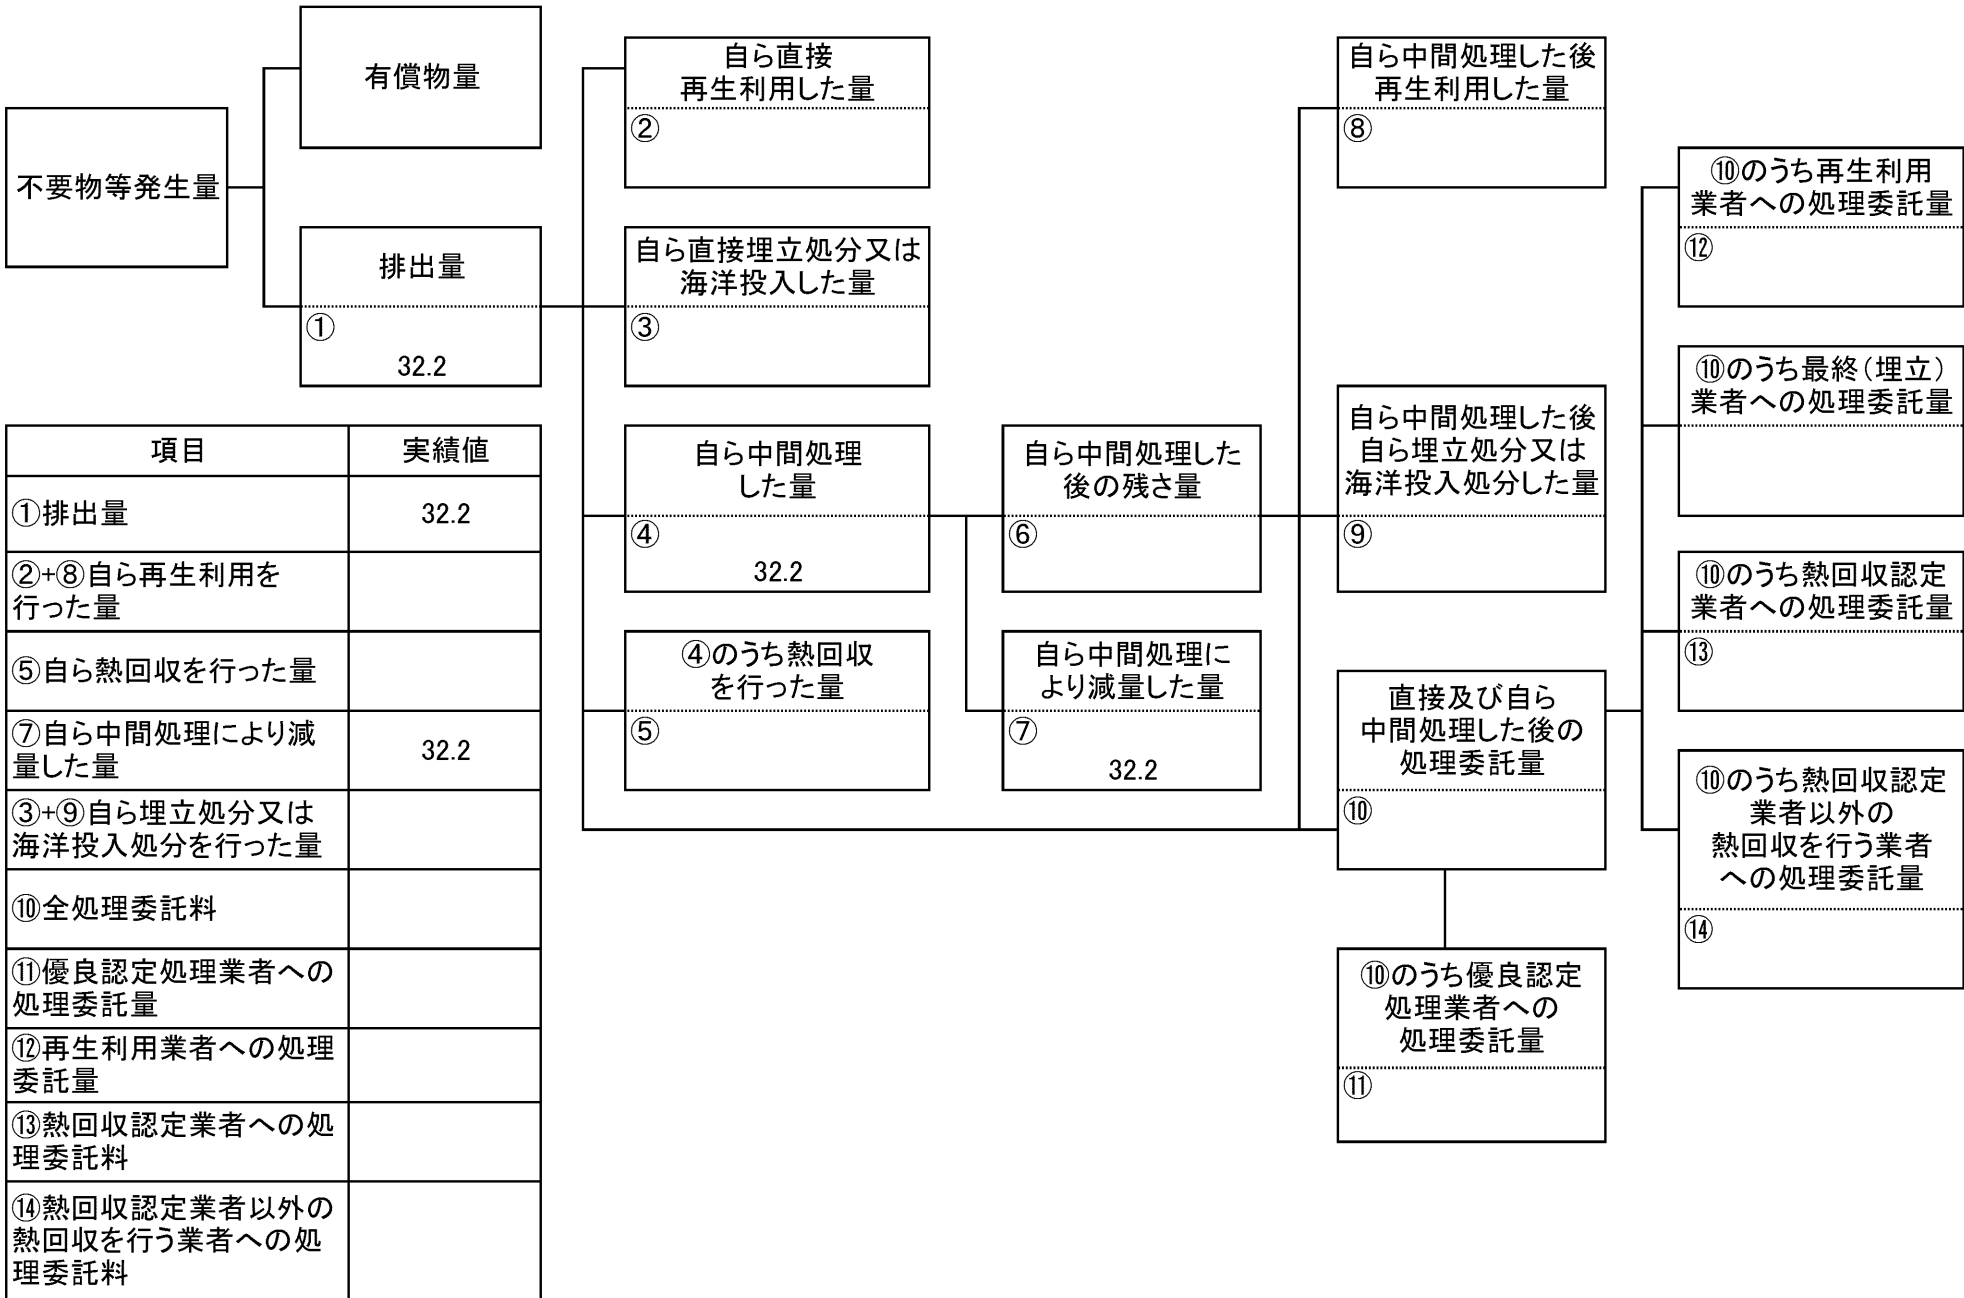 不要物等発生量
有償物量
排出量
①
32.2
自ら直接
再生利用した量
②
自ら直接埋立処分又は
海洋投入した量
③
自ら中間処理
した量
④
32.2
④のうち熱回収
を行った量
⑤
自ら中間処理した
後の残さ量
⑥
自ら中間処理に
より減量した量
⑦
32.2
自ら中間処理した後
再生利用した量
⑧
自ら中間処理した後
自ら埋立処分又は
海洋投入処分した量
⑨
直接及び自ら
中間処理した後の
処理委託量
⑩
⑩のうち優良認定
処理業者への
処理委託量
⑪
⑩のうち再生利用
業者への処理委託量
⑫
⑩のうち最終（埋立）
業者への処理委託量
⑩のうち熱回収認定
業者への処理委託量
⑬
⑩のうち熱回収認定
業者以外の
熱回収を行う業者
への処理委託量
⑭
項目 実績値
①排出量 32.2
②+⑧自ら再生利用を
行った量
⑤自ら熱回収を行った量
⑦自ら中間処理により減
量した量 32.2
③+⑨自ら埋立処分又は
海洋投入処分を行った量
⑩全処理委託料
⑪優良認定処理業者への
処理委託量
⑫再生利用業者への処理
委託量
⑬熱回収認定業者への処
理委託料
⑭熱回収認定業者以外の
熱回収を行う業者への処
理委託料